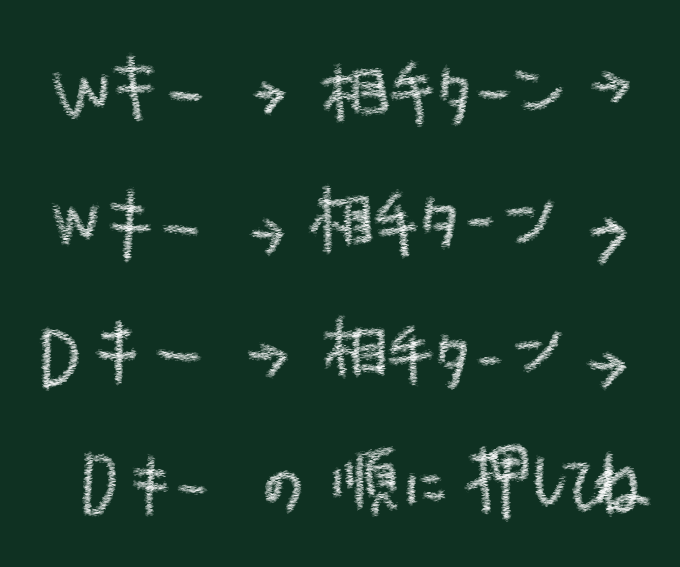 Wキー → 相手ターン →
Wキー → 相手ターン →
Dキー → 相手ターン →
Dキー の 順に 押してね